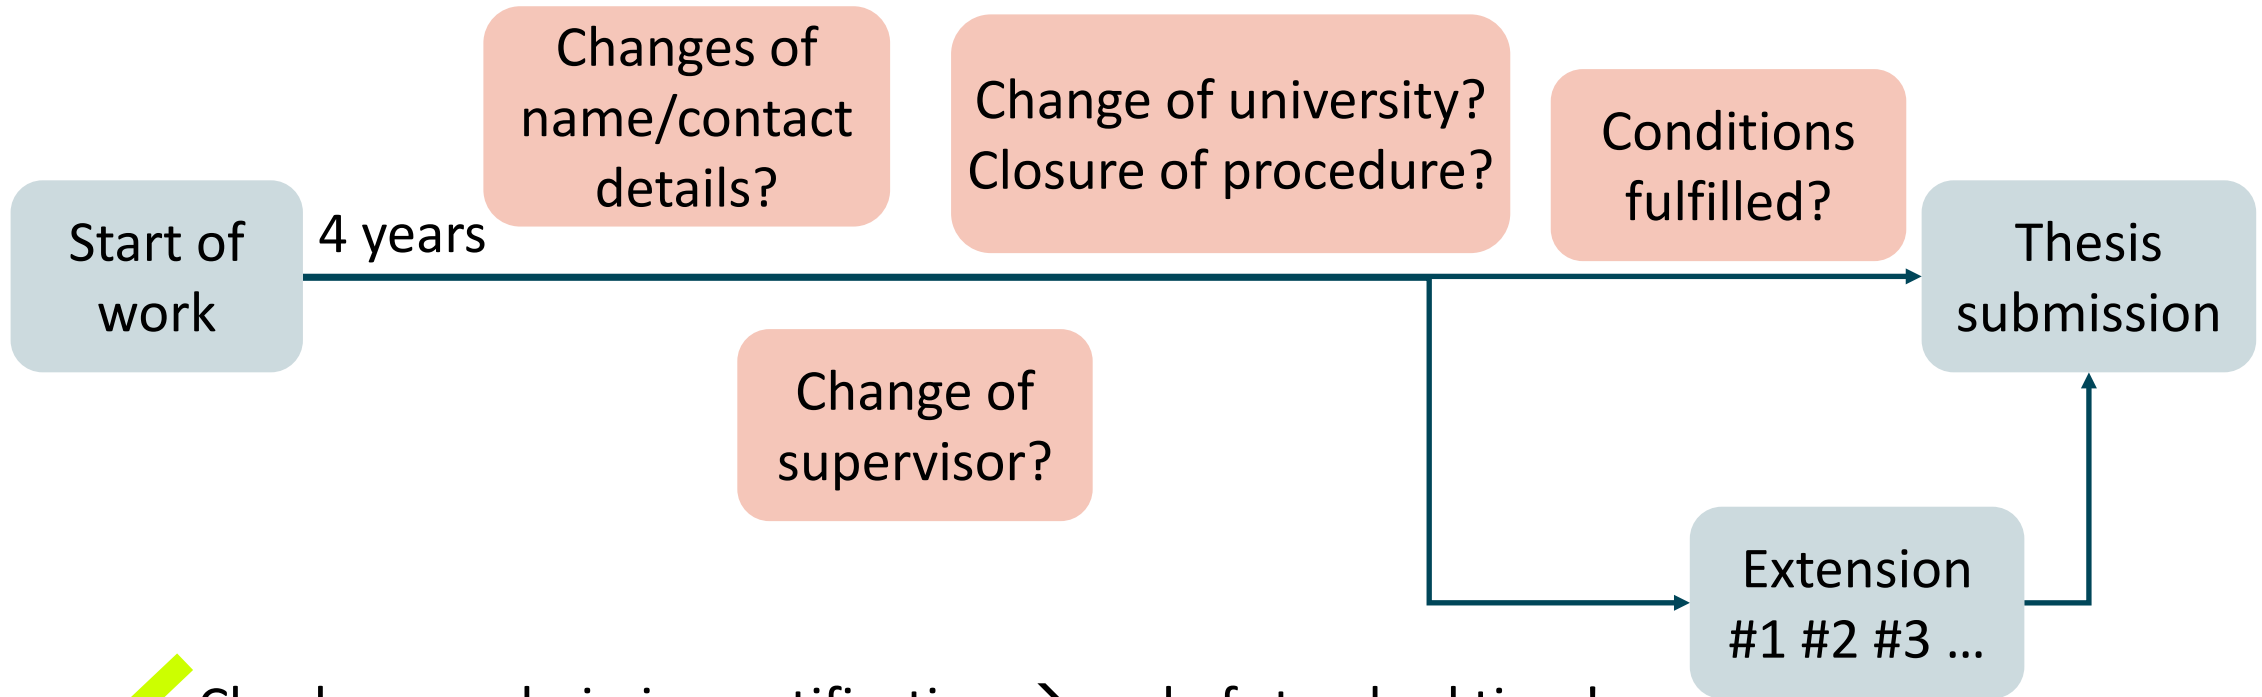 Changes of
name/contact
details?
Change of university?
Closure of procedure?
Conditions
fulfilled?
Start of
work
4 years
Thesis
submission
Change of
supervisor?
Extension
#1 #2 #3 ...